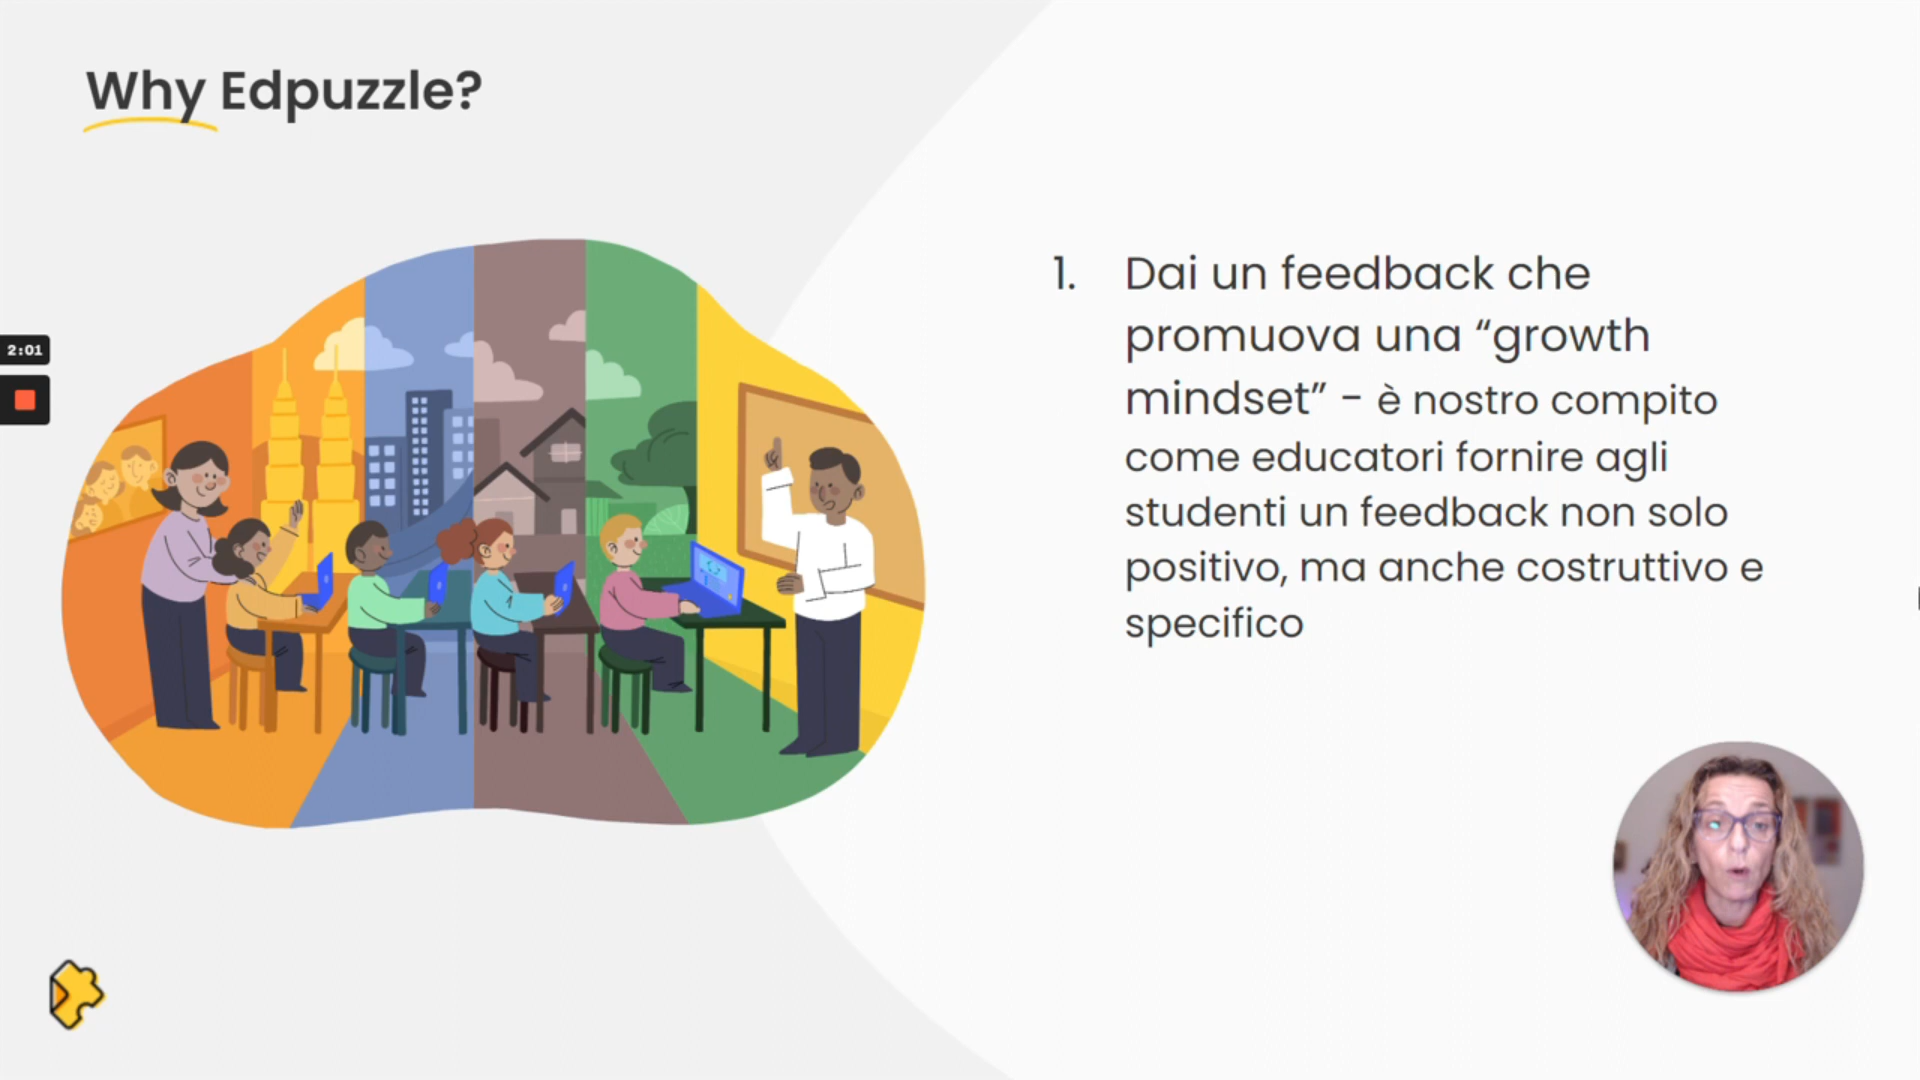 Why Edpuzzle?
2:01
1. Dai un feedback che
promuova una “growth
mindset” - è nostro compito
come educatori fornire agli
studenti un feedback non solo
positivo, ma anche costruttivo e
specifico